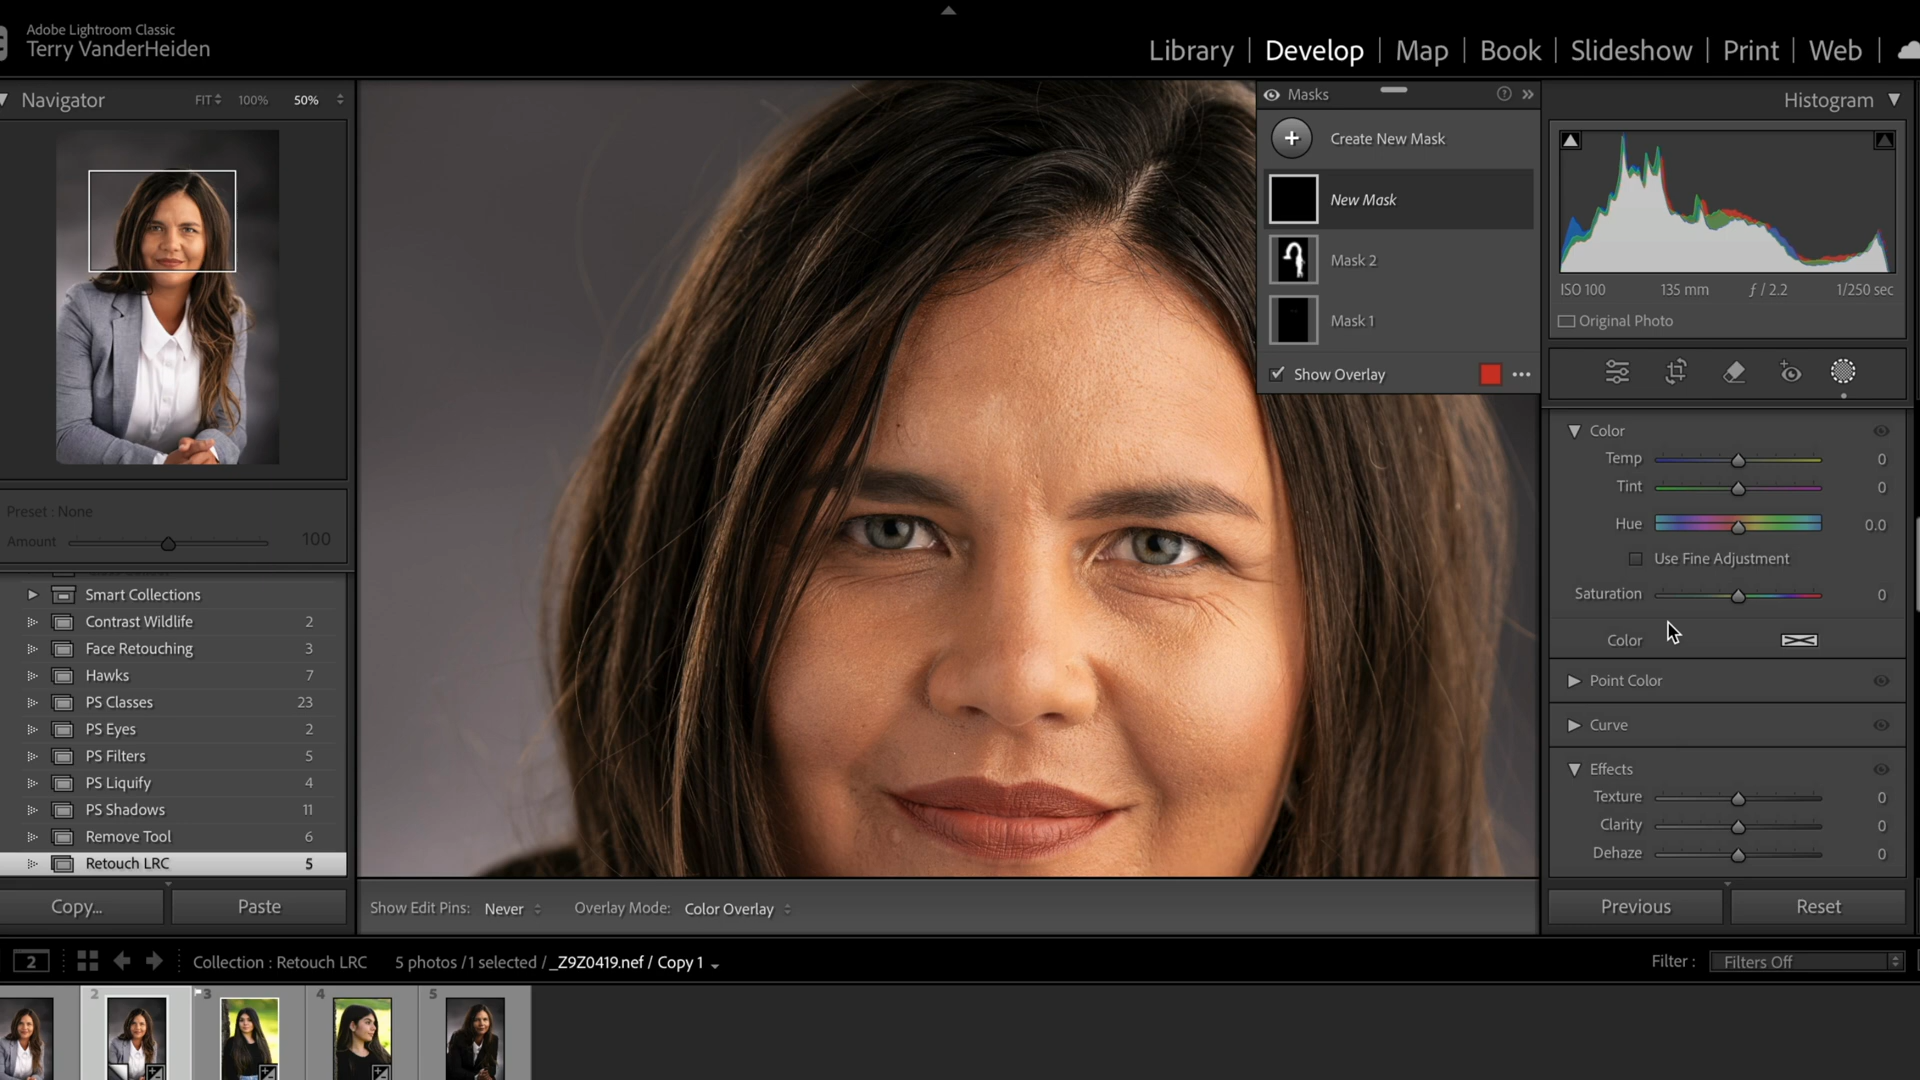 Adobe Lightroom Classic
Terry VanderHeiden
Library | Develop | Map | Book | Slideshow | Print | Web |
Navigator FIT 100% 50%
Preset : None
Amount 100
Smart Collections
Contrast Wildlife 2
Face Retouching 3
Hawks 7
PS Classes 23
PS Eyes 2
PS Filters 5
PS Liquify 4
PS Shadows 11
Remove Tool 6
Retouch LRC 5
Copy... Paste
Masks
Create New Mask
New Mask
Mask 2
Mask 1
Show Overlay
Show Edit Pins: Never Overlay Mode: Color Overlay
Histogram
ISO 100 135 mm ƒ / 2.2 1/250 sec
Original Photo
Color
Temp 0
Tint 0
Hue 0.0
Use Fine Adjustment
Saturation 0
Color
Point Color
Curve
Effects
Texture 0
Clarity 0
Dehaze 0
Previous Reset
2 Collection : Retouch LRC 5 photos / 1 selected / _Z9Z0419.nef / Copy 1 Filter : Filters Off
2 3 4 5